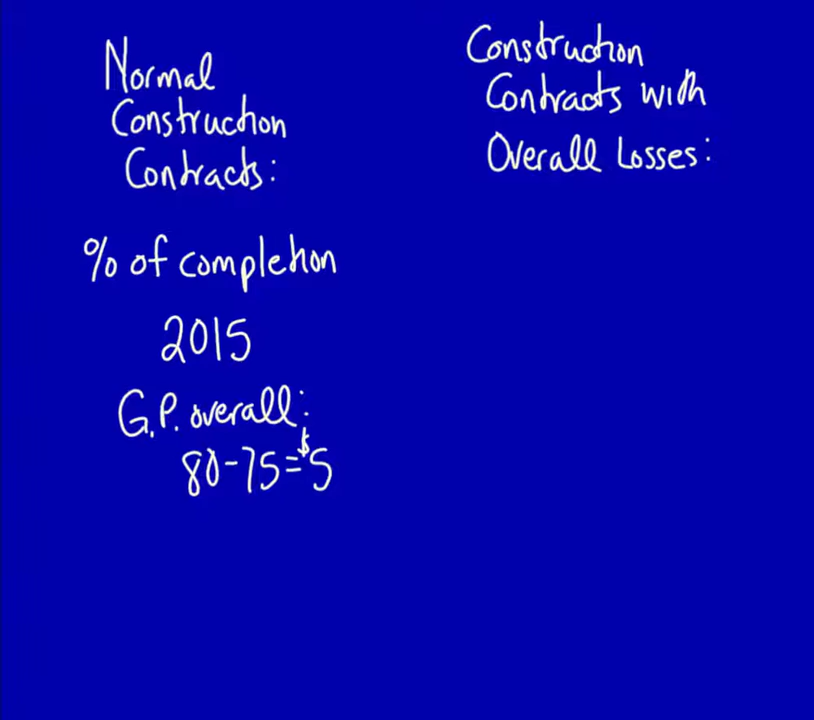 Normal
Construction
Contracts:
% of completion
2015
G.P. overall:
80-75=$5
Construction
Contracts with
Overall Losses: